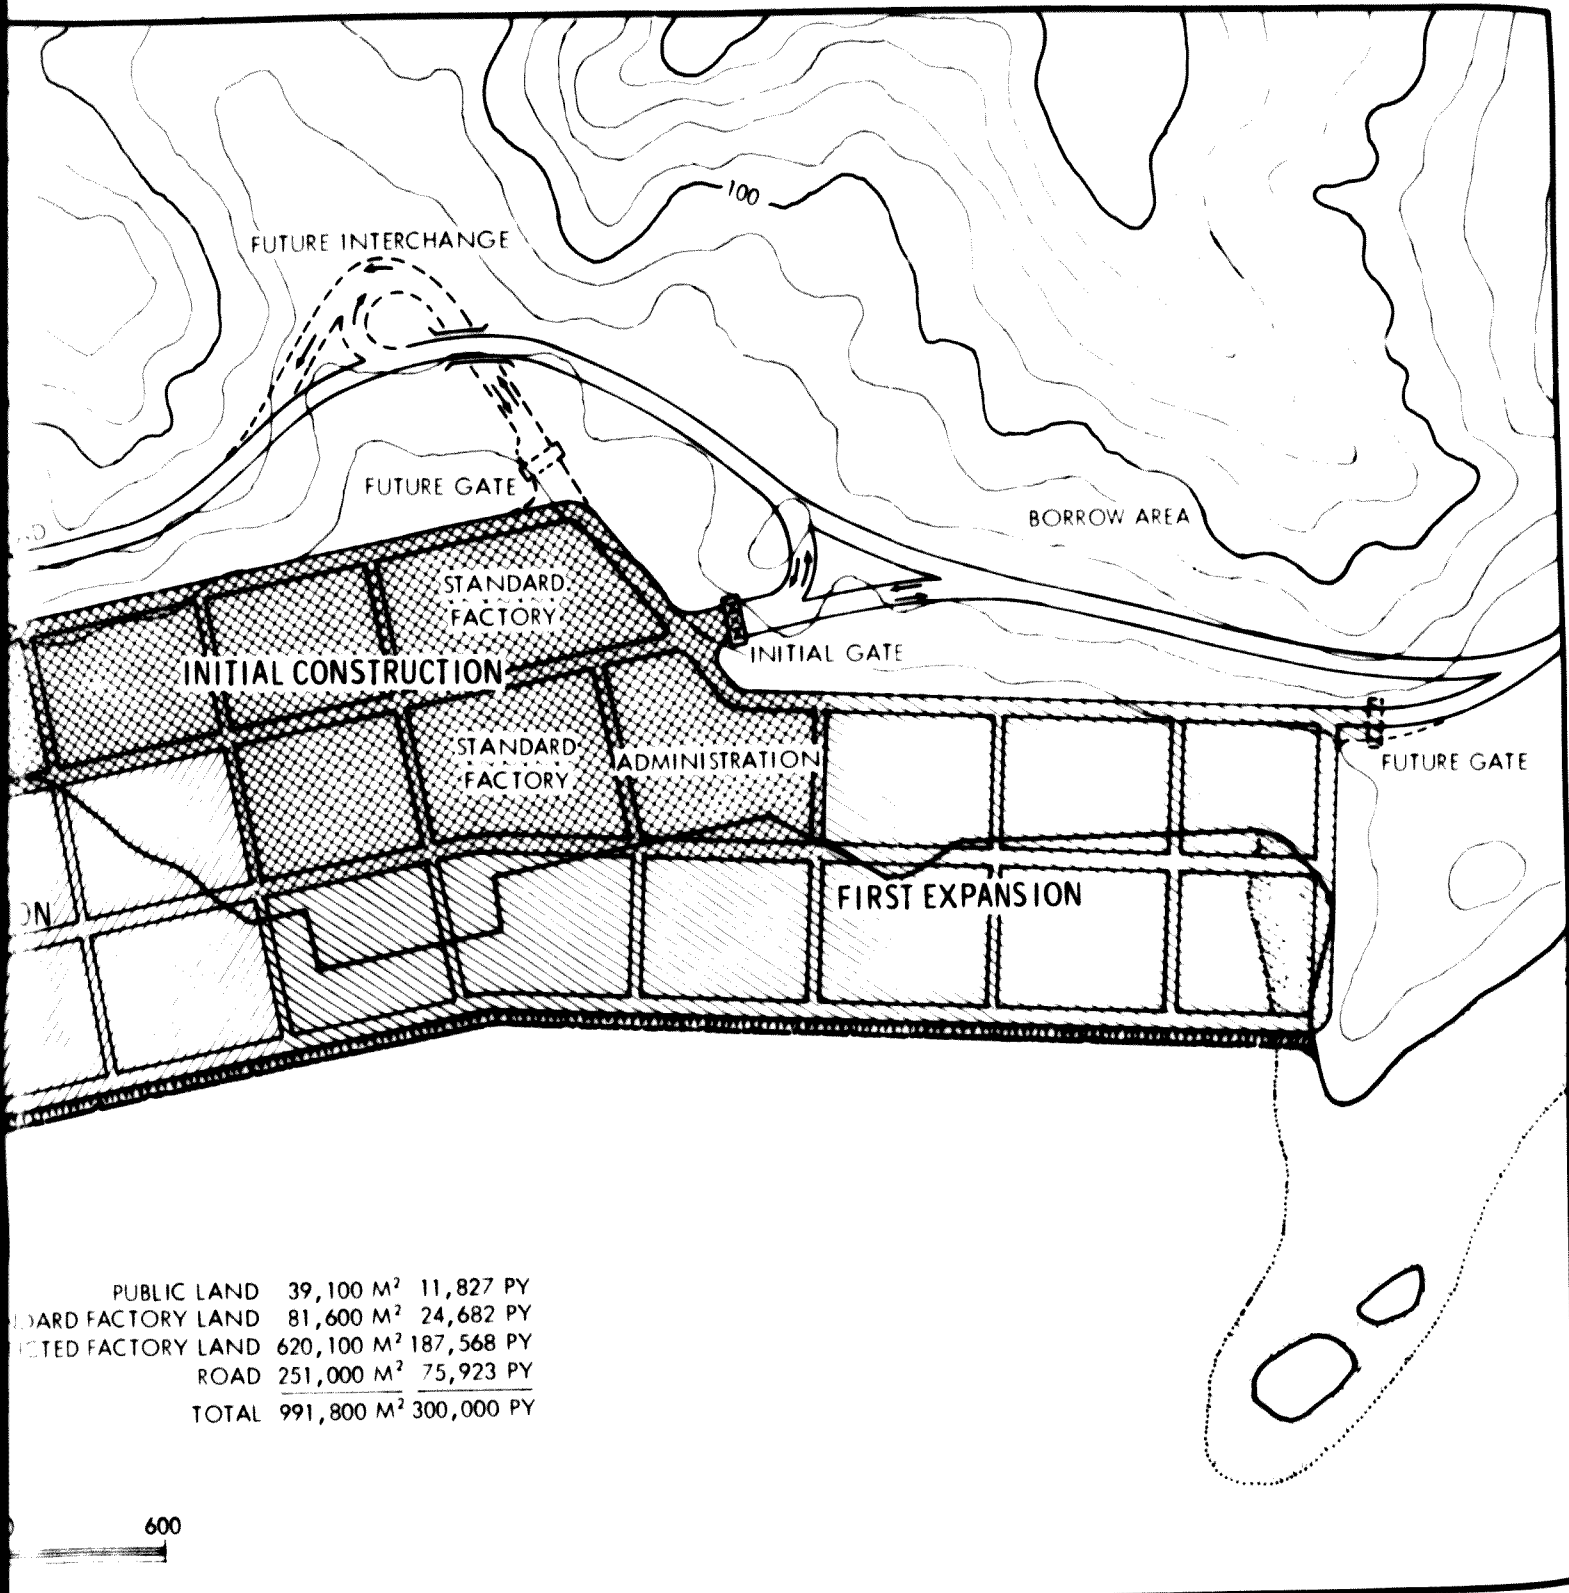 100
FUTURE INTERCHANGE
FUTURE GATE
BORROW AREA
STANDARD
FACTORY
INITIAL GATE
INITIAL CONSTRUCTION
STANDARD
FACTORY
ADMINISTRATION
FUTURE GATE
ON
FIRST EXPANSION
PUBLIC LAND 39,100 M² 11,827 PY
DARD FACTORY LAND 81,600 M² 24,682 PY
CTED FACTORY LAND 620,100 M² 187,568 PY
ROAD 251,000 M² 75,923 PY
TOTAL 991,800 M² 300,000 PY
600